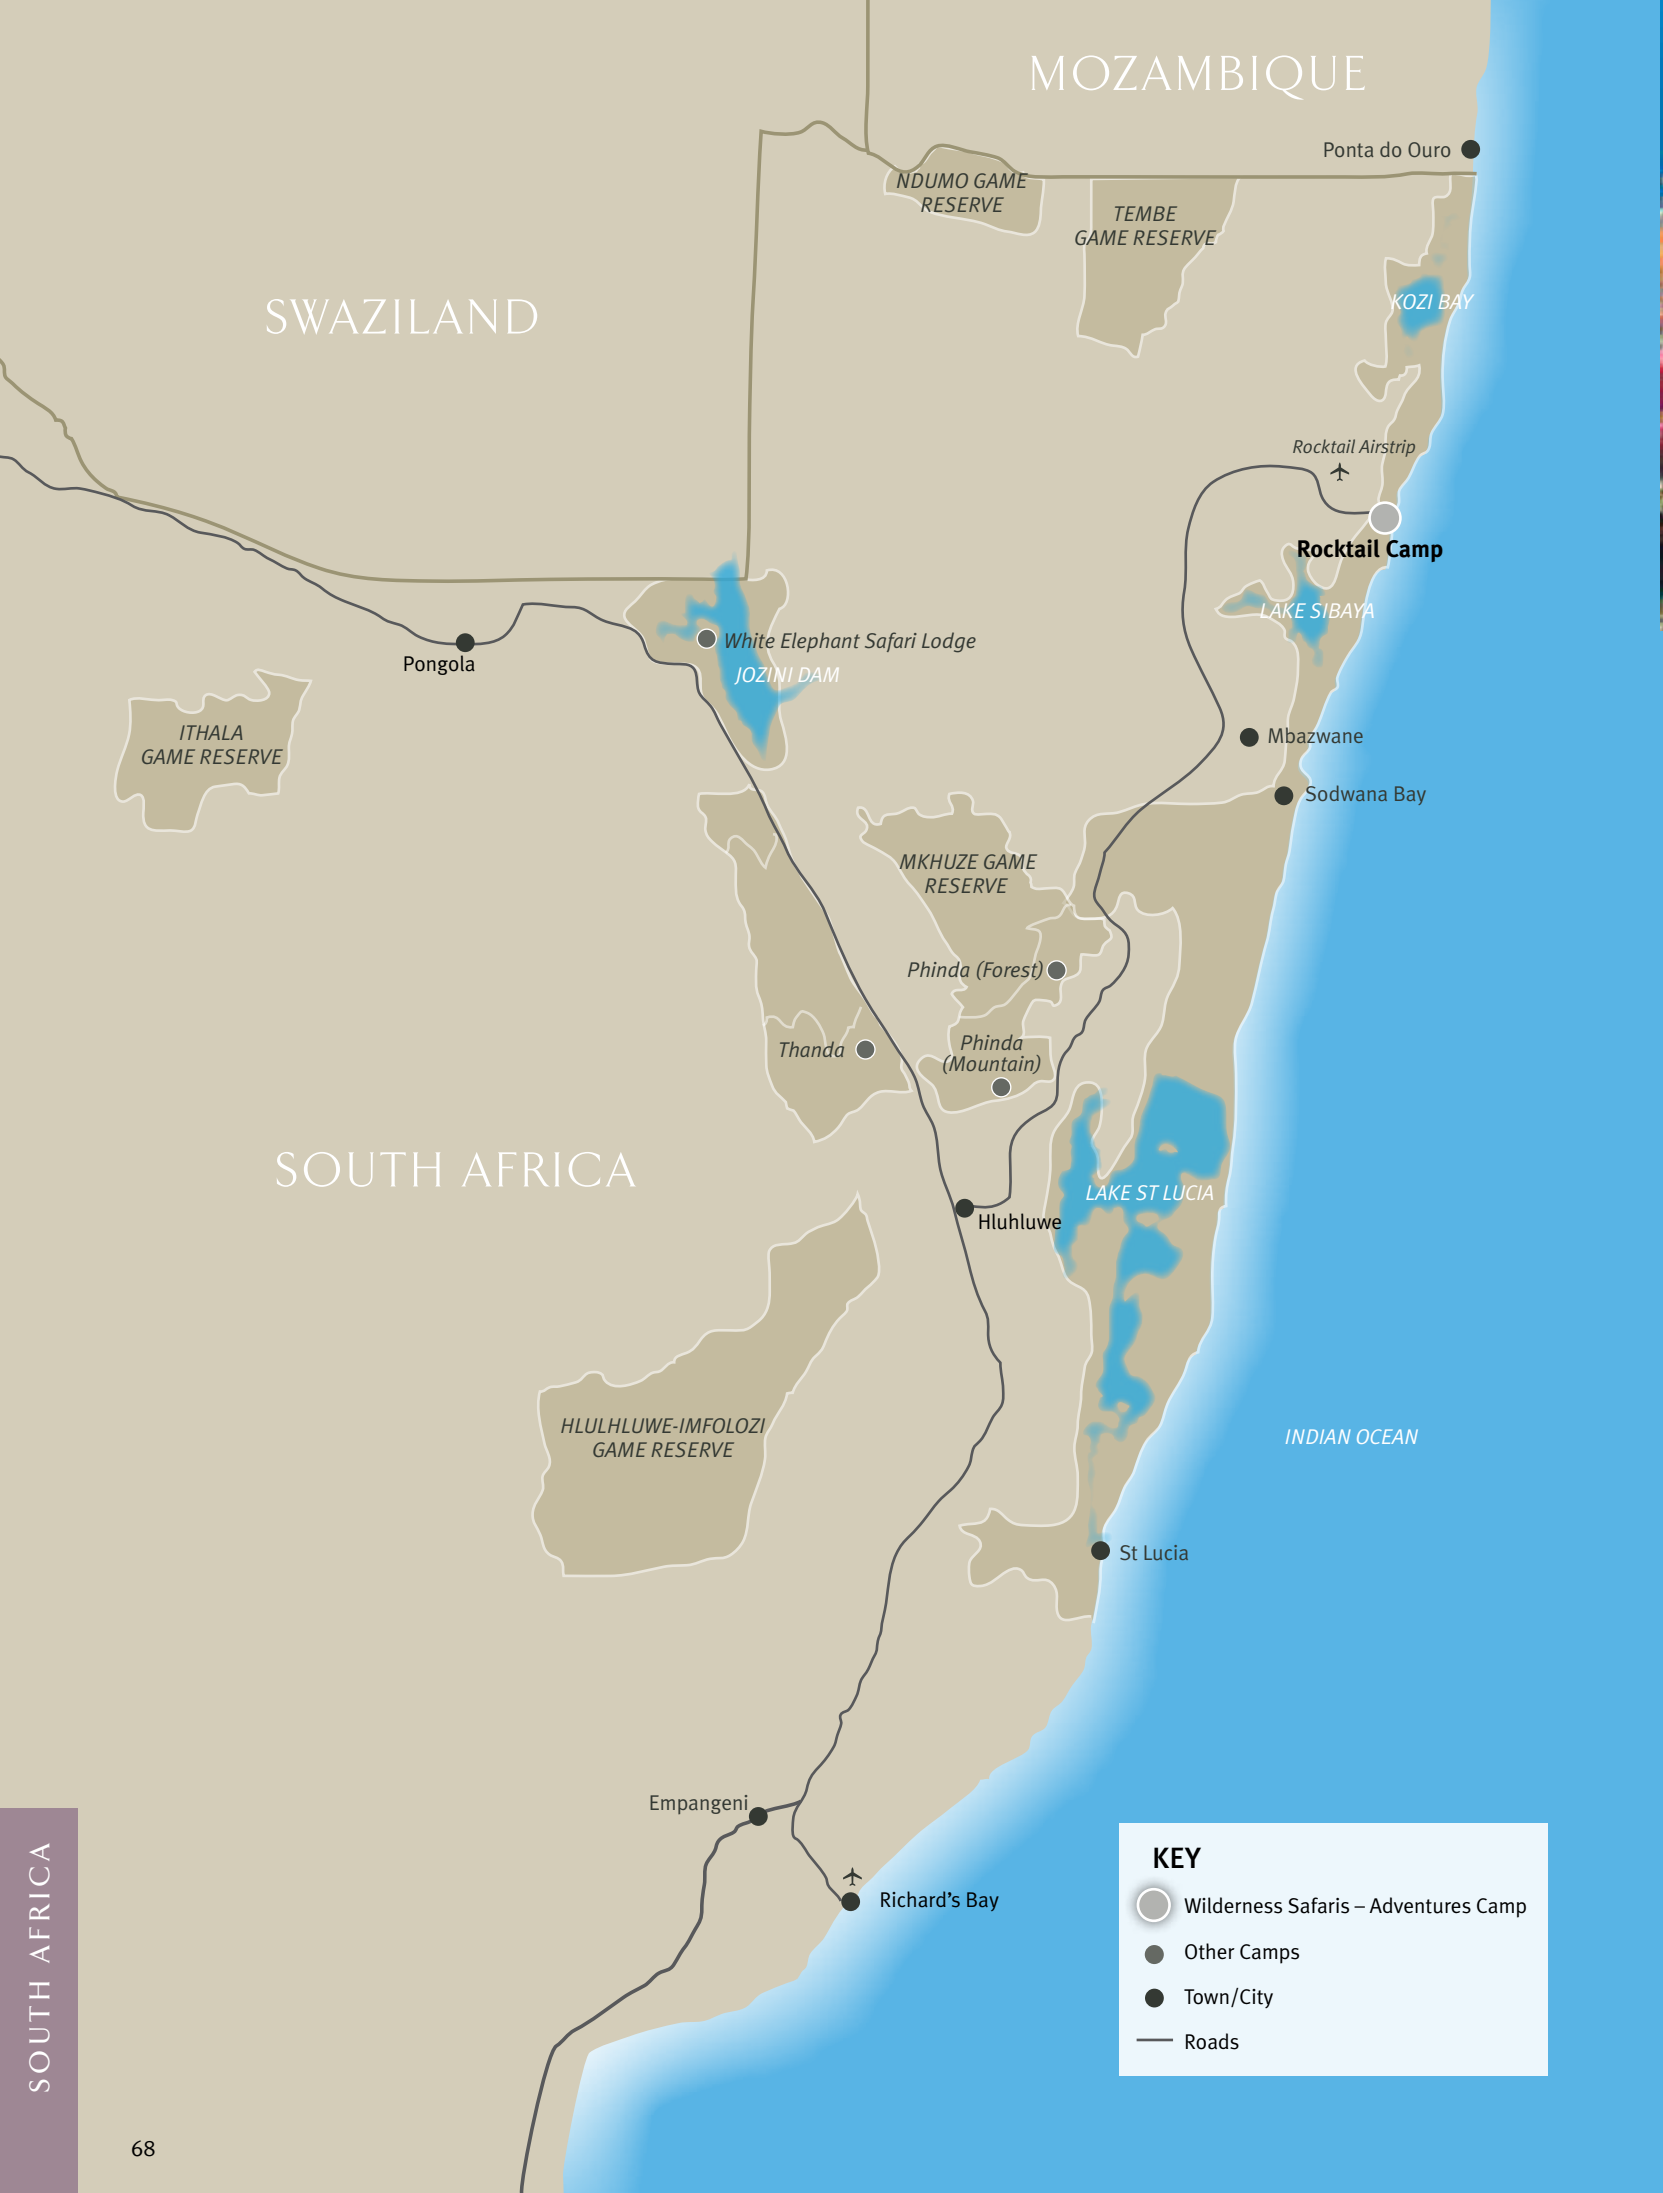 MOZAMBIQUE
Ponta do Ouro
NDUMO GAME
RESERVE
TEMBE
GAME RESERVE
KOZI BAY
SWAZILAND
Rocktail Airstrip
Rocktail Camp
LAKE SIBAYA
White Elephant Safari Lodge
JOZINI DAM
Pongola
ITHALA
GAME RESERVE
Mbazwane
Sodwana Bay
MKHUZE GAME
RESERVE
Phinda (Forest)
Thanda
Phinda
(Mountain)
SOUTH AFRICA
LAKE ST LUCIA
Hluhluwe
HLULHLUWE-IMFOLOZI
GAME RESERVE
INDIAN OCEAN
St Lucia
Empangeni
Richard’s Bay
KEY
Wilderness Safaris – Adventures Camp
Other Camps
Town/City
Roads
SOUTH AFRICA
68